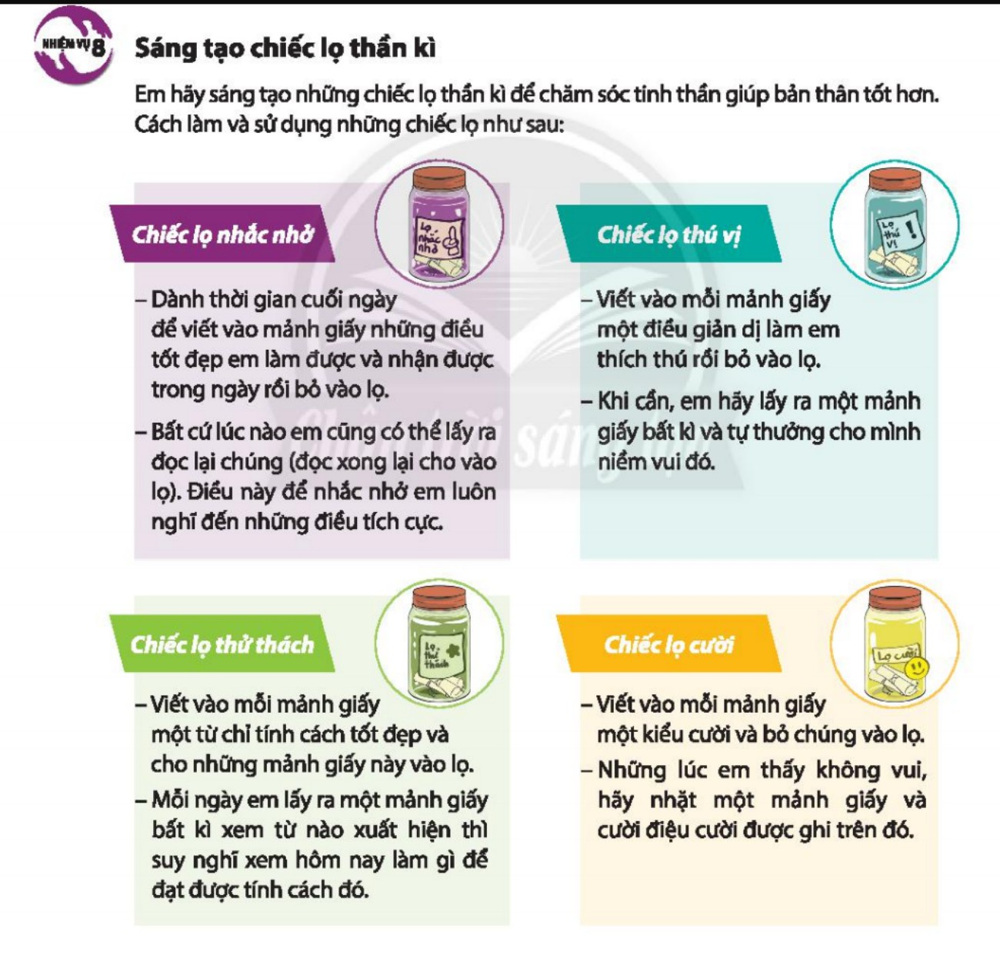 NHIỆM VỤ 8
Sáng tạo chiếc lọ thần kì
Em hãy sáng tạo những chiếc lọ thần kì để chăm sóc tinh thần giúp bản thân tốt hơn.
Cách làm và sử dụng những chiếc lọ như sau:
Chiếc lọ nhắc nhở
Lọ
nhắc
nhở
– Dành thời gian cuối ngày
để viết vào mảnh giấy những điều
tốt đẹp em làm được và nhận được
trong ngày rồi bỏ vào lọ.
– Bất cứ lúc nào em cũng có thể lấy ra
đọc lại chúng (đọc xong lại cho vào
lọ). Điều này để nhắc nhở em luôn
nghĩ đến những điều tích cực.
Chiếc lọ thú vị
Lọ
thú
vị !
– Viết vào mỗi mảnh giấy
một điều giản dị làm em
thích thú rồi bỏ vào lọ.
– Khi cần, em hãy lấy ra một mảnh
giấy bất kì và tự thưởng cho mình
niềm vui đó.
Chiếc lọ thử thách
Lọ
thử
thách
– Viết vào mỗi mảnh giấy
một từ chỉ tính cách tốt đẹp và
cho những mảnh giấy này vào lọ.
– Mỗi ngày em lấy ra một mảnh giấy
bất kì xem từ nào xuất hiện thì
suy nghĩ xem hôm nay làm gì để
đạt được tính cách đó.
Chiếc lọ cười
Lọ cười
– Viết vào mỗi mảnh giấy
một kiểu cười và bỏ chúng vào lọ.
– Những lúc em thấy không vui,
hãy nhặt một mảnh giấy và
cười điệu cười được ghi trên đó.
Chân trời sáng tạo